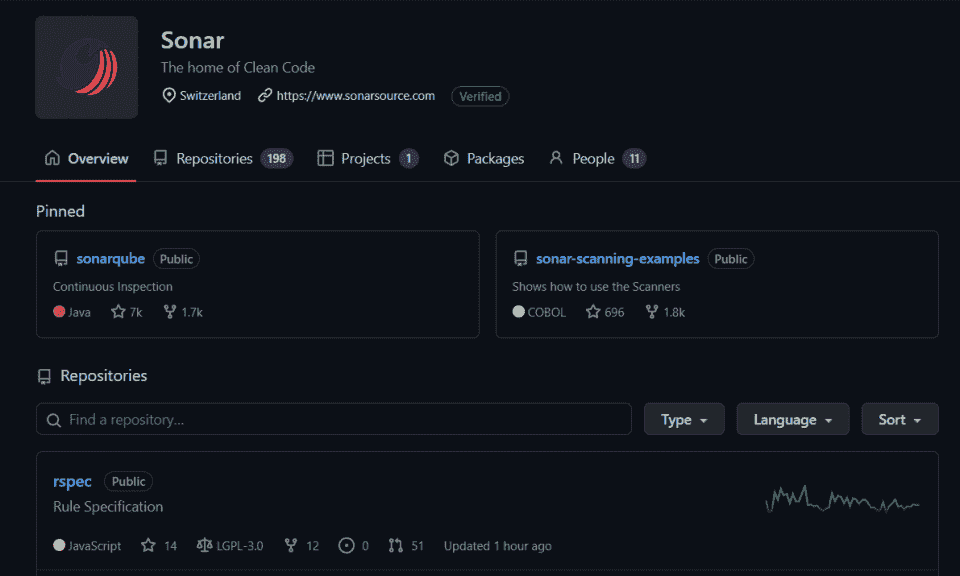 Sonar
The home of Clean Code
Switzerland https://www.sonarsource.com Verified
Overview Repositories 198 Projects 1 Packages People 11
Pinned
sonarqube Public
Continuous Inspection
Java 7k 1.7k
sonar-scanning-examples Public
Shows how to use the Scanners
COBOL 696 1.8k
Repositories
Find a repository... Type Language Sort
rspec Public
Rule Specification
JavaScript 14 LGPL-3.0 12 0 51 Updated 1 hour ago